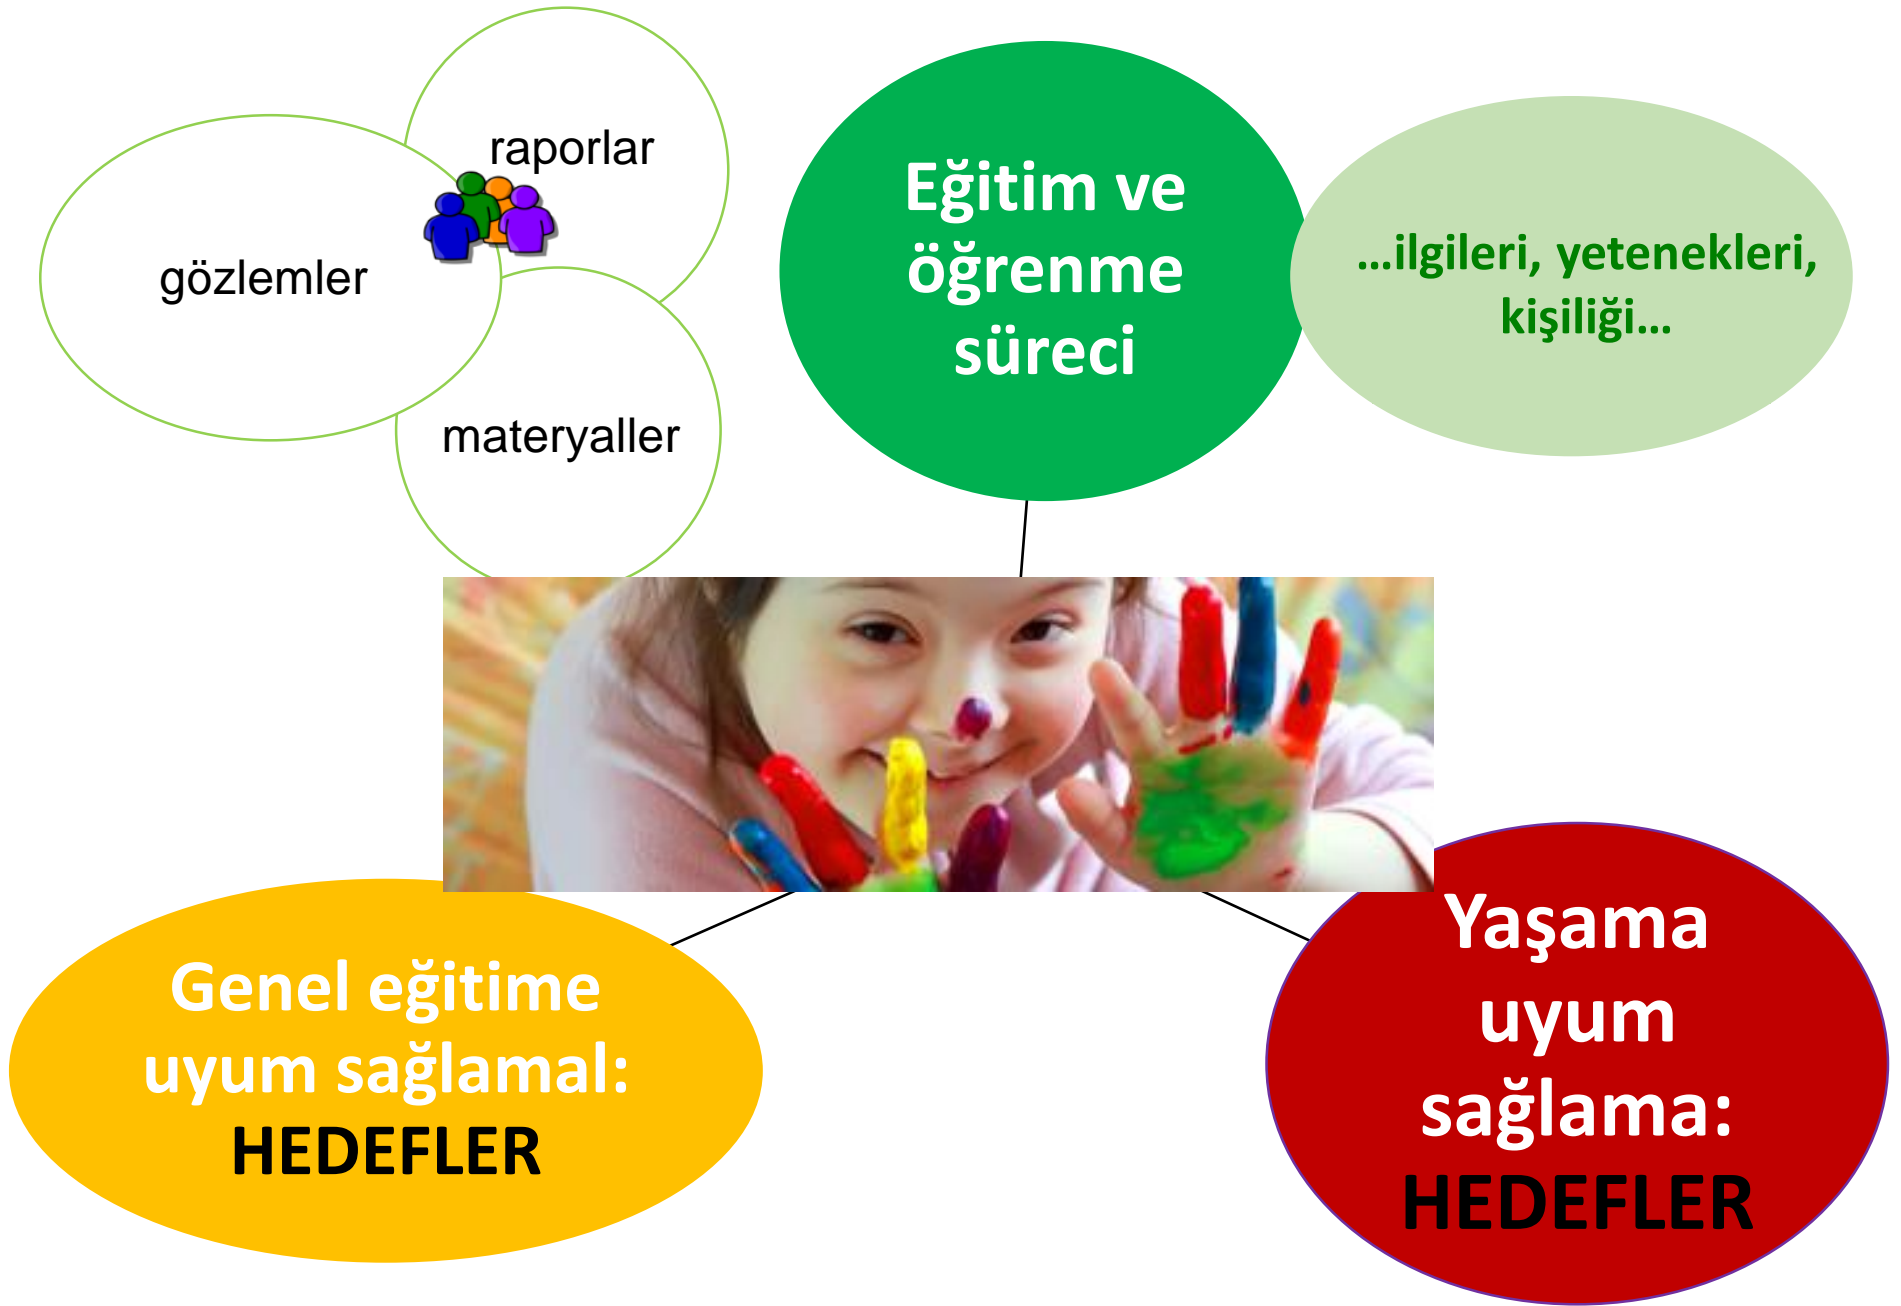 raporlar
gözlemler
materyaller
Eğitim ve
öğrenme
süreci
...ilgileri, yetenekleri,
kişiliği...
Genel eğitime
uyum sağlamal:
HEDEFLER
Yaşama
uyum
sağlama:
HEDEFLER